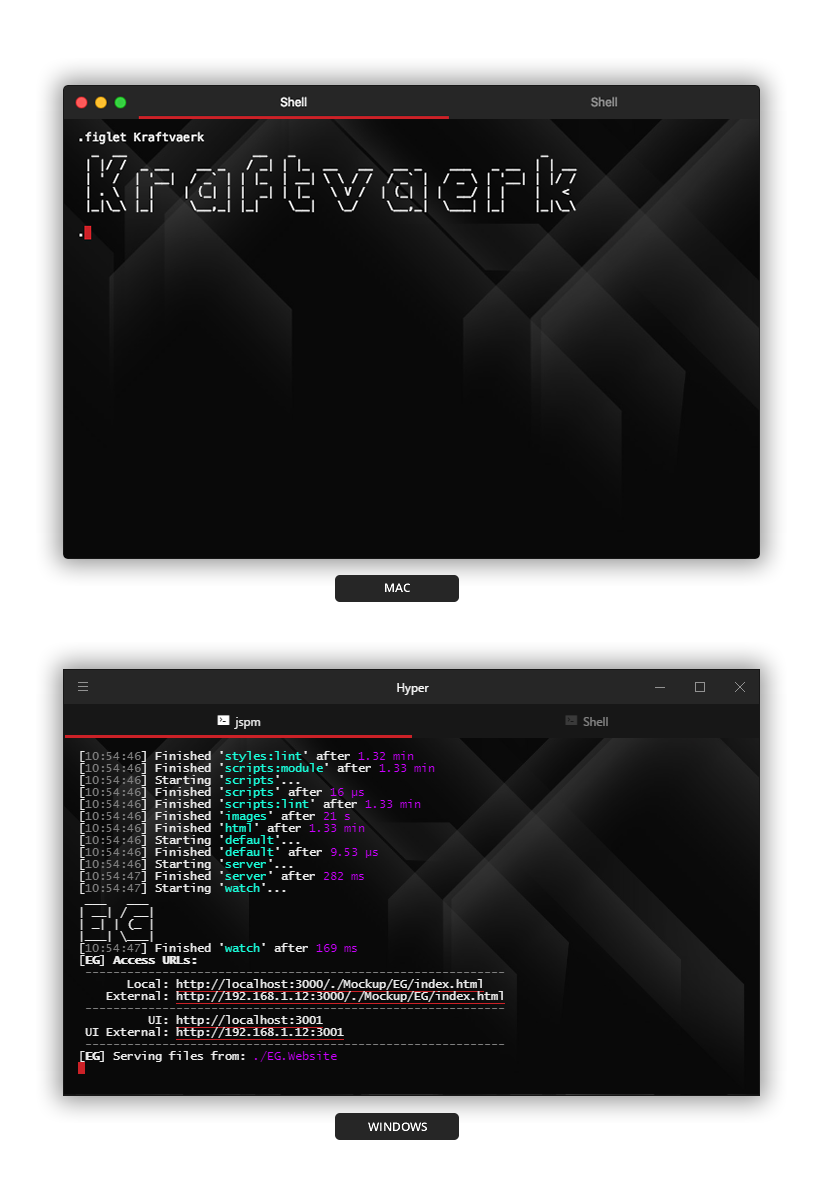 Shell
Shell
.figlet Kraftvaerk
Kraftvaerk
.
MAC
Hyper
jspm
Shell
[10:54:46] Finished 'styles:lint' after 1.32 min
[10:54:46] Finished 'scripts:module' after 1.33 min
[10:54:46] Starting 'scripts'...
[10:54:46] Finished 'scripts' after 16 μs
[10:54:46] Finished 'scripts:lint' after 1.33 min
[10:54:46] Finished 'images' after 21 s
[10:54:46] Finished 'html' after 1.33 min
[10:54:46] Starting 'default'...
[10:54:46] Finished 'default' after 9.53 μs
[10:54:46] Starting 'server'...
[10:54:47] Finished 'server' after 282 ms
[10:54:47] Starting 'watch'...
EG
[10:54:47] Finished 'watch' after 169 ms
[EG] Access URLs:
Local: http://localhost:3000/./Mockup/EG/index.html
External: http://192.168.1.12:3000/./Mockup/EG/index.html
UI: http://localhost:3001
UI External: http://192.168.1.12:3001
[EG] Serving files from: ./EG.Website
WINDOWS